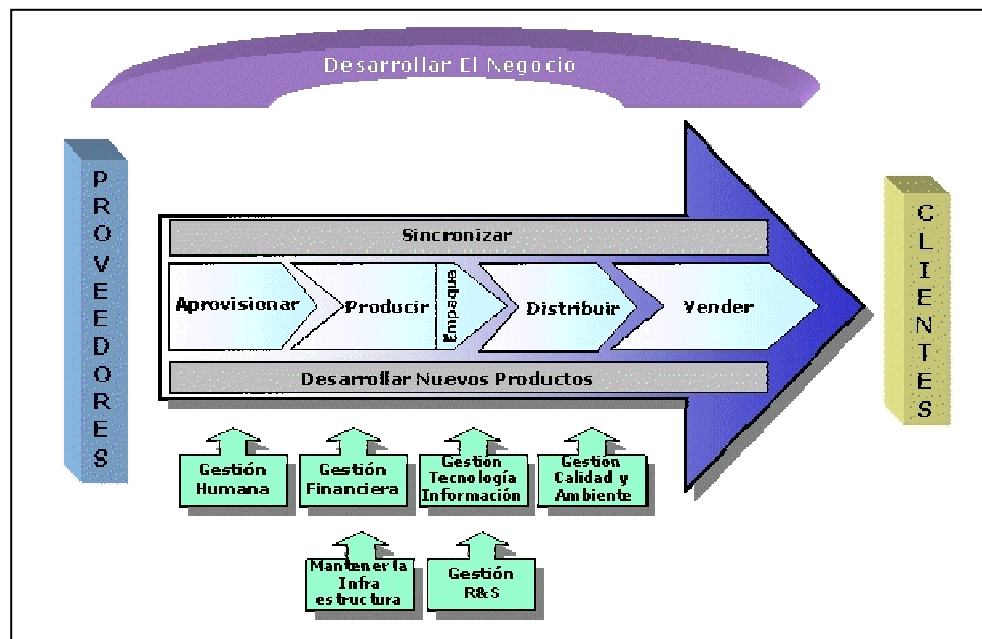 Desarrollar El Negocio
PROVEEDORES
Sincronizar
Aprovisionar
Producir
Empaque
Distribuir
Vender
Desarrollar Nuevos Productos
CLIENTES
Gestión
Humana
Gestión
Financiera
Gestión
Tecnología
Información
Gestión
Calidad y
Ambiente
Mantener la
Infra
estructura
Gestión
R&S